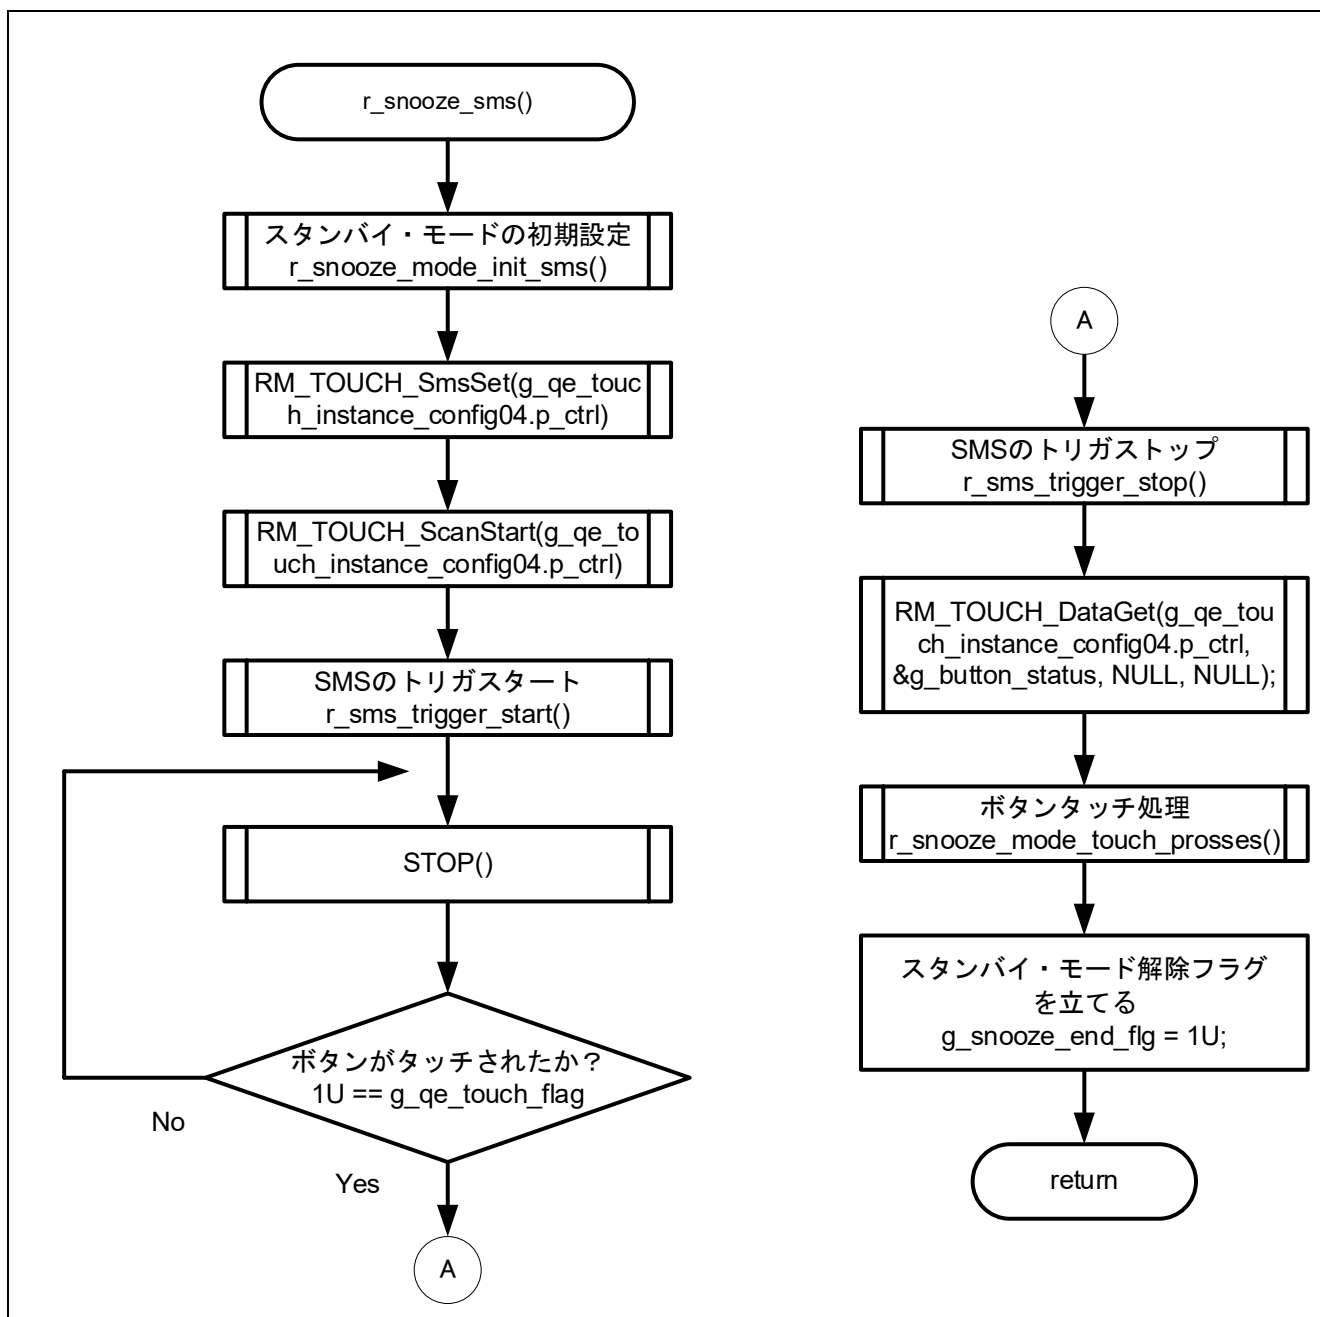 r_snooze_sms()
スタンバイ・モードの初期設定
r_snooze_mode_init_sms()
RM_TOUCH_SmsSet(g_qe_touc
h_instance_config04.p_ctrl)
RM_TOUCH_ScanStart(g_qe_to
uch_instance_config04.p_ctrl)
SMSのトリガスタート
r_sms_trigger_start()
STOP()
ボタンがタッチされたか？
1U == g_qe_touch_flag
No
Yes
A
A
SMSのトリガストップ
r_sms_trigger_stop()
RM_TOUCH_DataGet(g_qe_tou
ch_instance_config04.p_ctrl,
&g_button_status, NULL, NULL);
ボタンタッチ処理
r_snooze_mode_touch_prosses()
スタンバイ・モード解除フラグ
を立てる
g_snooze_end_flg = 1U;
return